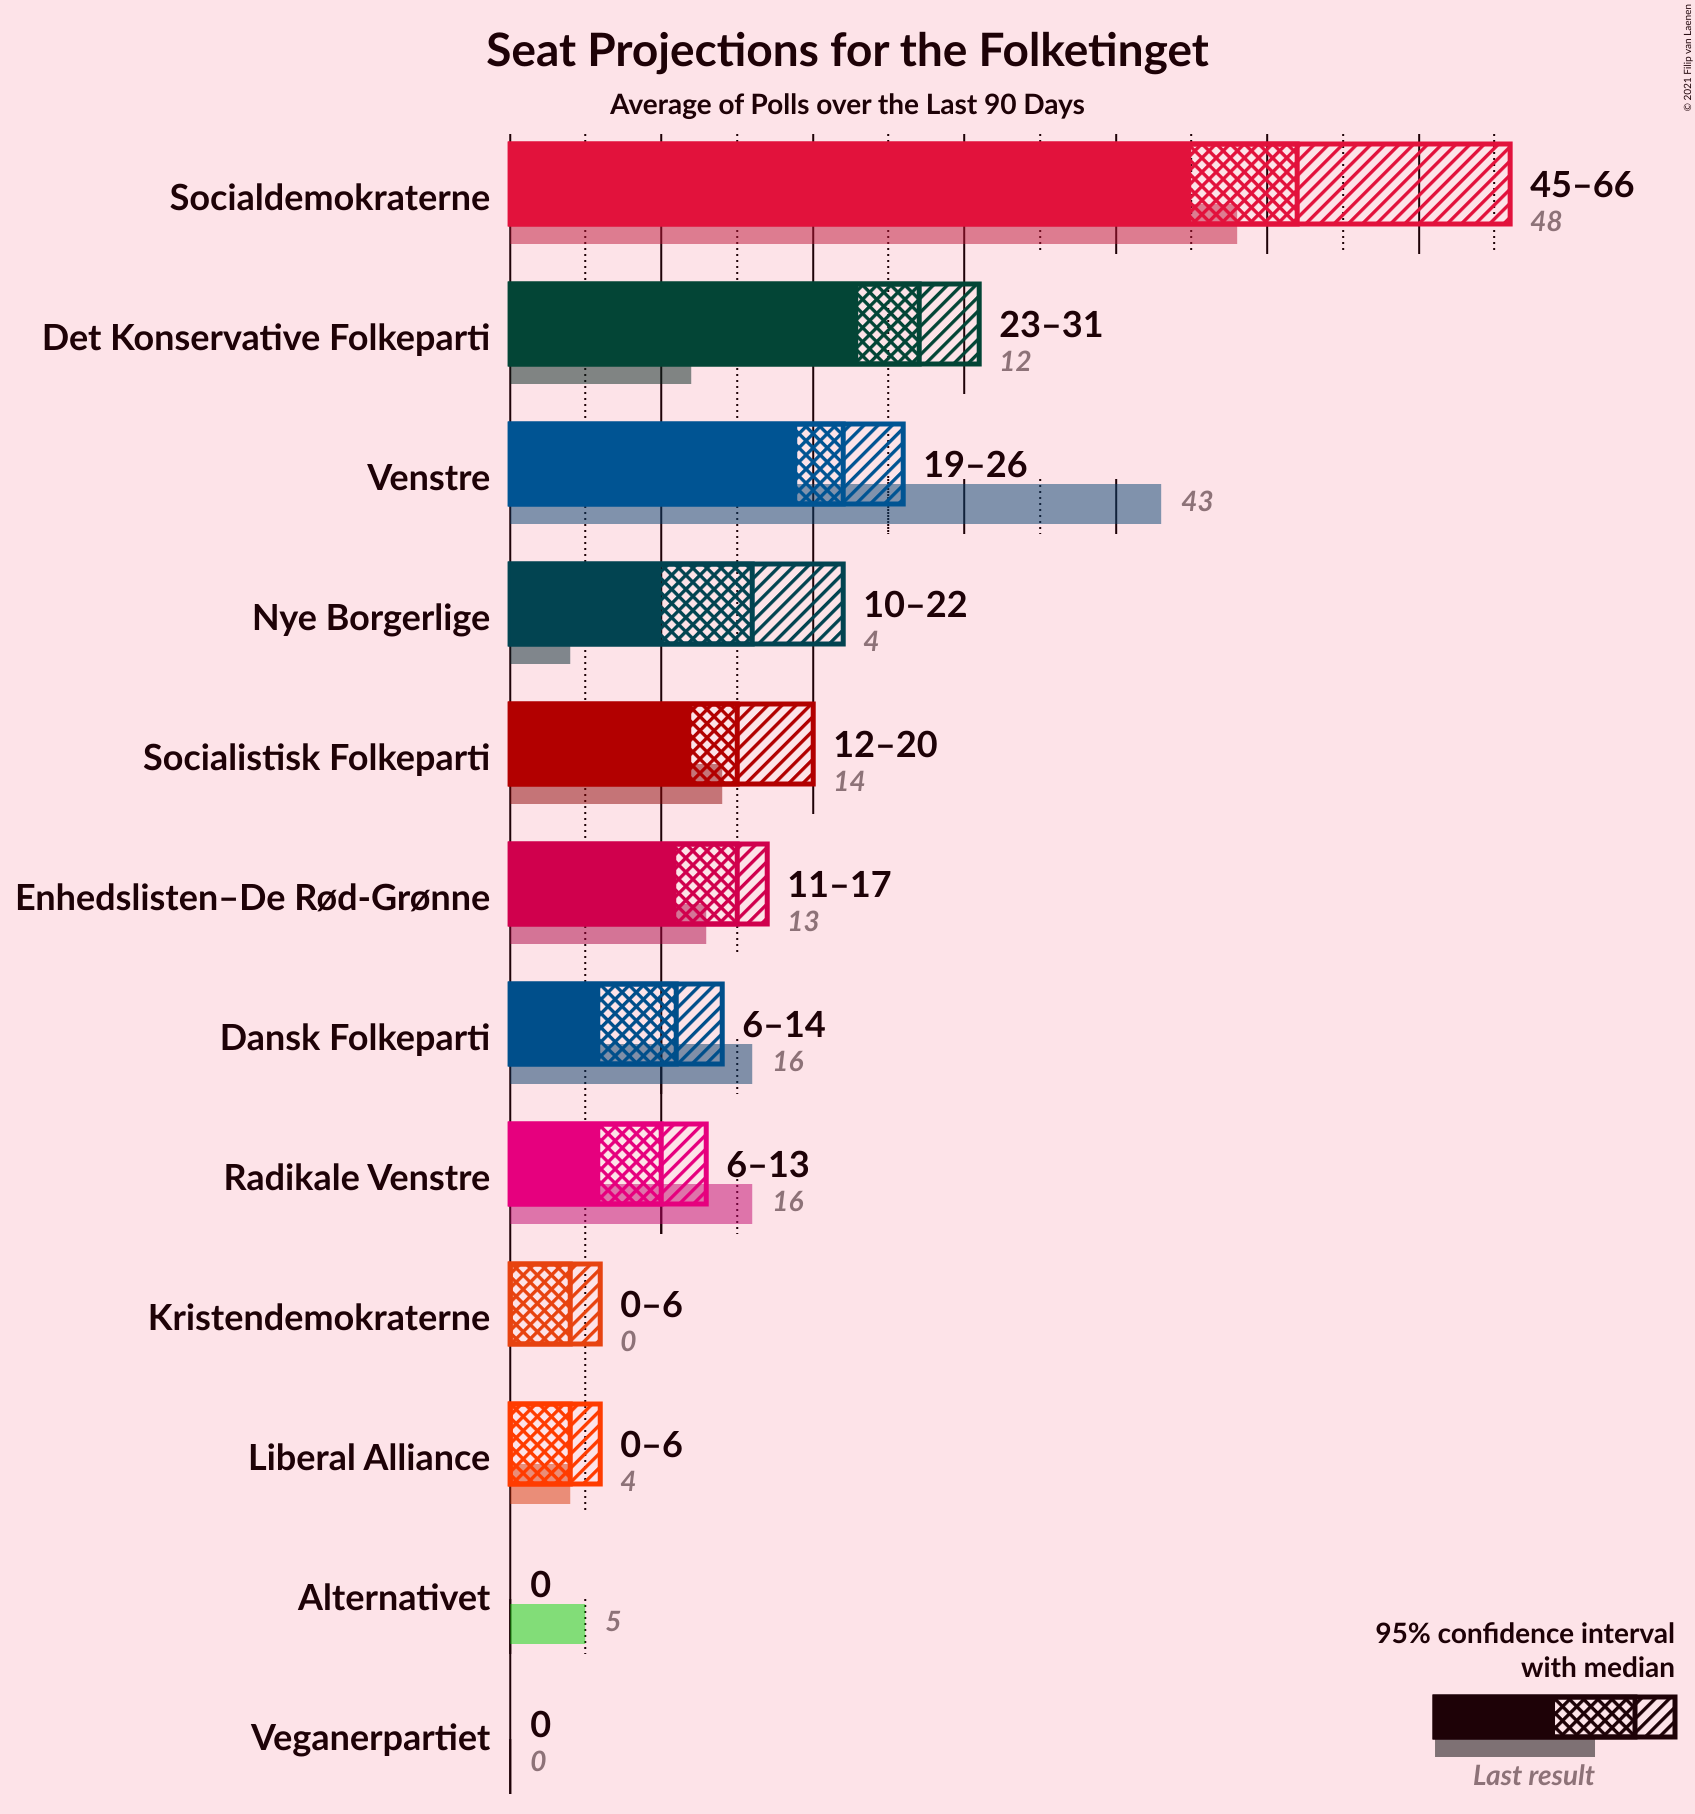 Seat Projections for the Folketinget
Average of Polls over the Last 90 Days
© 2021 Filip van Laenen
Socialdemokraterne
45–66
48
Det Konservative Folkeparti
23–31
12
Venstre
19–26
43
Nye Borgerlige
10–22
4
Socialistisk Folkeparti
12–20
14
Enhedslisten–De Rød-Grønne
11–17
13
Dansk Folkeparti
6–14
16
Radikale Venstre
6–13
16
Kristendemokraterne
0–6
0
Liberal Alliance
0–6
4
Alternativet
0
5
Veganerpartiet
0
0
95% confidence interval
with median
Last result